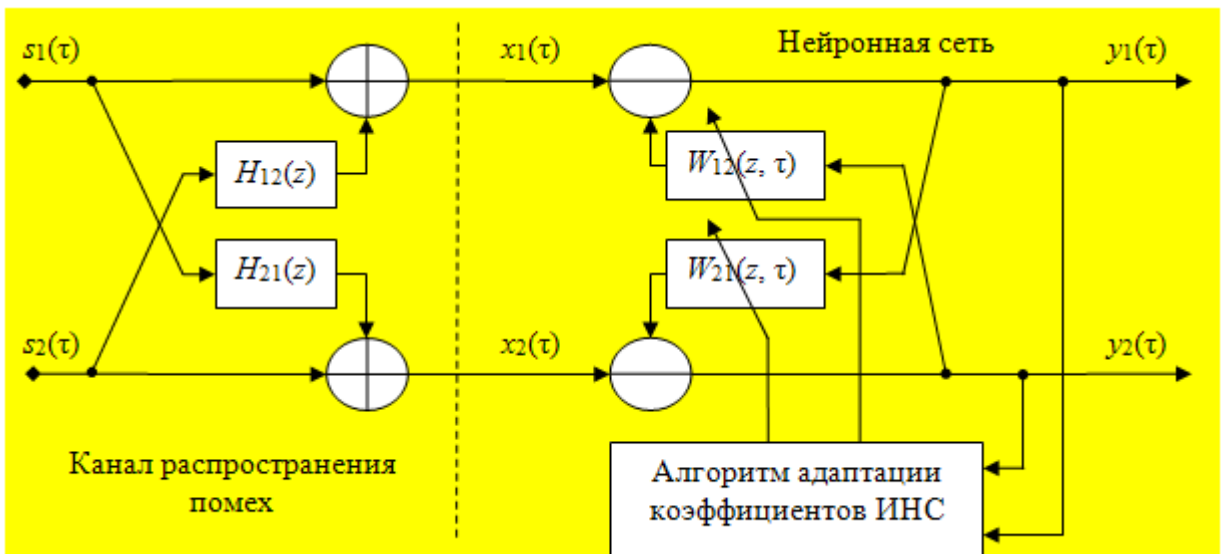 s1(τ)
x1(τ)
Нейронная сеть
y1(τ)
H12(z)
W12(z, τ)
H21(z)
W21(z, τ)
s2(τ)
x2(τ)
y2(τ)
Канал распространения
помех
Алгоритм адаптации
коэффициентов ИНС